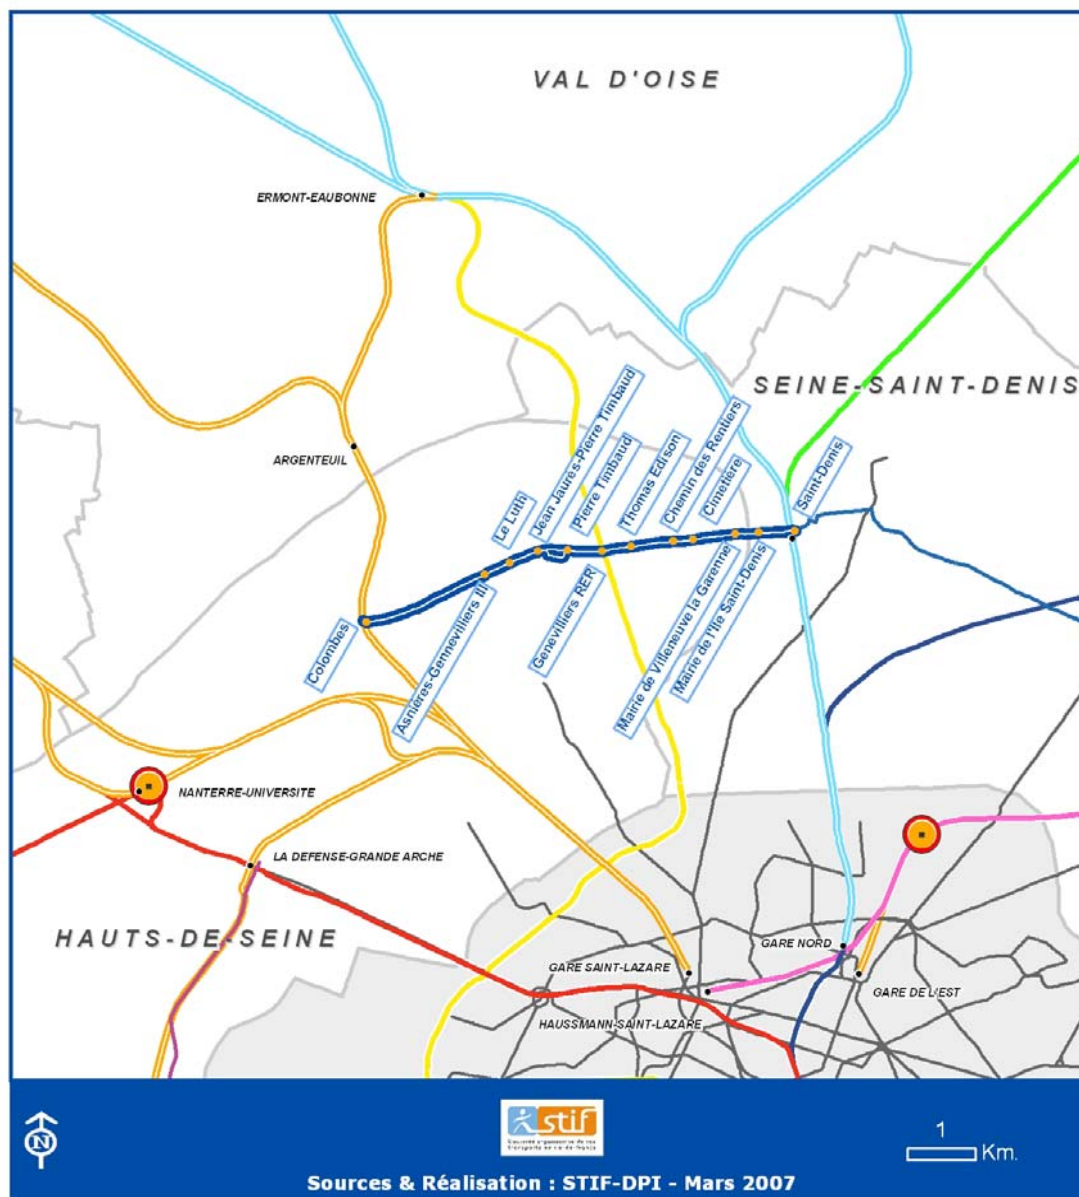 VAL D'OISE
ERMONT-EAUBONNE
SEINE-SAINT-DENIS
ARGENTEUIL
Le Luth
Jean Jaures-Pierre Timbaud
Pierre Timbaud
Thomas Edison
Chemin des Rentiers
Cimetière
Saint-Denis
Colombes
Asnières-Gennevilliers III
Genevilliers RER
Mairie de Villeneuve la Garenne
Mairie de l'Ile Saint-Denis
NANTERRE-UNIVERSITE
LA DEFENSE-GRANDE ARCHE
HAUTS-DE-SEINE
GARE NORD
GARE SAINT-LAZARE
GARE DE L'EST
HAUSSMANN-SAINT-LAZARE
N
stif
1
Km.
Sources & Réalisation : STIF-DPI - Mars 2007